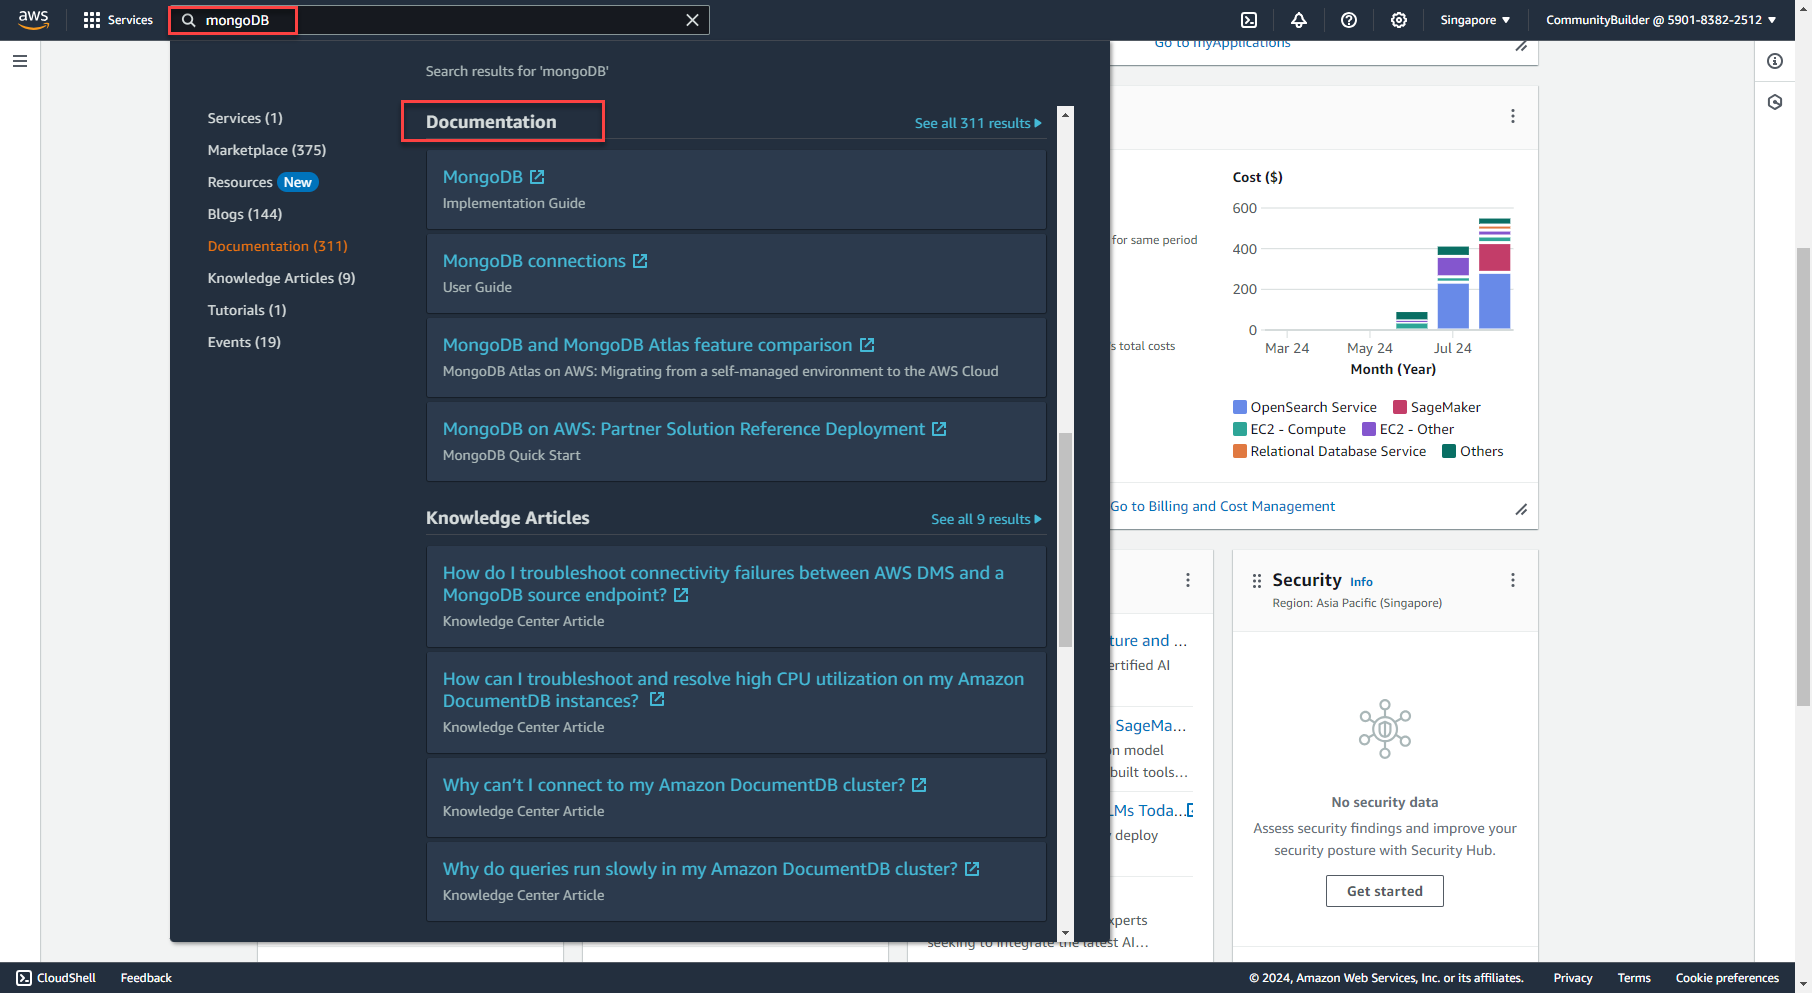 aws
Services
mongoDB
Singapore
CommunityBuilder @ 5901-8382-2512
Search results for 'mongoDB'
Services (1)
Marketplace (375)
Resources New
Blogs (144)
Documentation (311)
Knowledge Articles (9)
Tutorials (1)
Events (19)
Documentation
See all 311 results
MongoDB
Implementation Guide
MongoDB connections
User Guide
MongoDB and MongoDB Atlas feature comparison
MongoDB Atlas on AWS: Migrating from a self-managed environment to the AWS Cloud
MongoDB on AWS: Partner Solution Reference Deployment
MongoDB Quick Start
Knowledge Articles
See all 9 results
How do I troubleshoot connectivity failures between AWS DMS and a
MongoDB source endpoint?
Knowledge Center Article
How can I troubleshoot and resolve high CPU utilization on my Amazon
DocumentDB instances?
Knowledge Center Article
Why can't I connect to my Amazon DocumentDB cluster?
Knowledge Center Article
Why do queries run slowly in my Amazon DocumentDB cluster?
Knowledge Center Article
Go to myApplications
for same period
s total costs
Cost ($)
600
400
200
0
Mar 24
May 24
Jul 24
Month (Year)
OpenSearch Service
SageMaker
EC2 - Compute
EC2 - Other
Relational Database Service
Others
Go to Billing and Cost Management
ture and ...
ertified AI
SageMa...
on model
built tools...
LMs Toda...
deploy
xperts
seeking to integrate the latest AI...
Security Info
Region: Asia Pacific (Singapore)
No security data
Assess security findings and improve your
security posture with Security Hub.
Get started
CloudShell
Feedback
© 2024, Amazon Web Services, Inc. or its affiliates.
Privacy
Terms
Cookie preferences